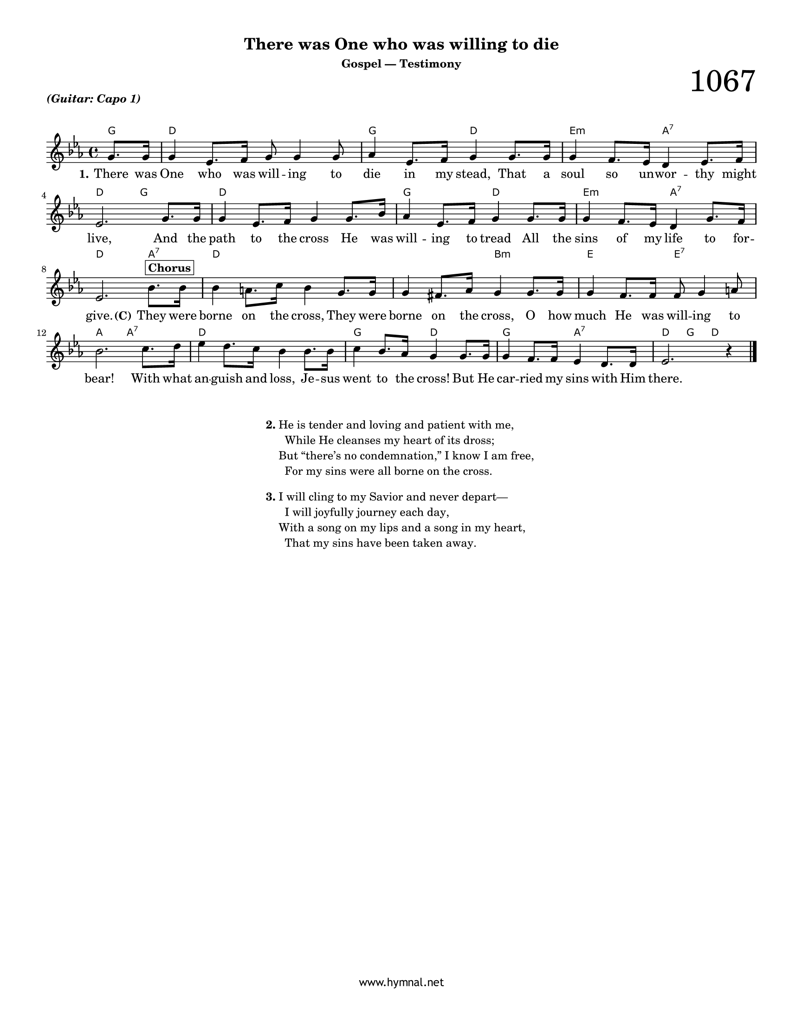 There was One who was willing to die
Gospel — Testimony
1067
(Guitar: Capo 1)
G D G D Em A7
1. There was One who was will - ing to die in my stead, That a soul so unwor - thy might
4 D G D G D Em A7
live, And the path to the cross He was will - ing to tread All the sins of my life to for-
8 D A7 D Bm E E7
Chorus
give. (C) They were borne on the cross, They were borne on the cross, O how much He was will-ing to
12 A A7 D G D G A7 D G D
bear! With what an-guish and loss, Je-sus went to the cross! But He car-ried my sins with Him there.
2. He is tender and loving and patient with me,
While He cleanses my heart of its dross;
But “there’s no condemnation,” I know I am free,
For my sins were all borne on the cross.
3. I will cling to my Savior and never depart—
I will joyfully journey each day,
With a song on my lips and a song in my heart,
That my sins have been taken away.
www.hymnal.net